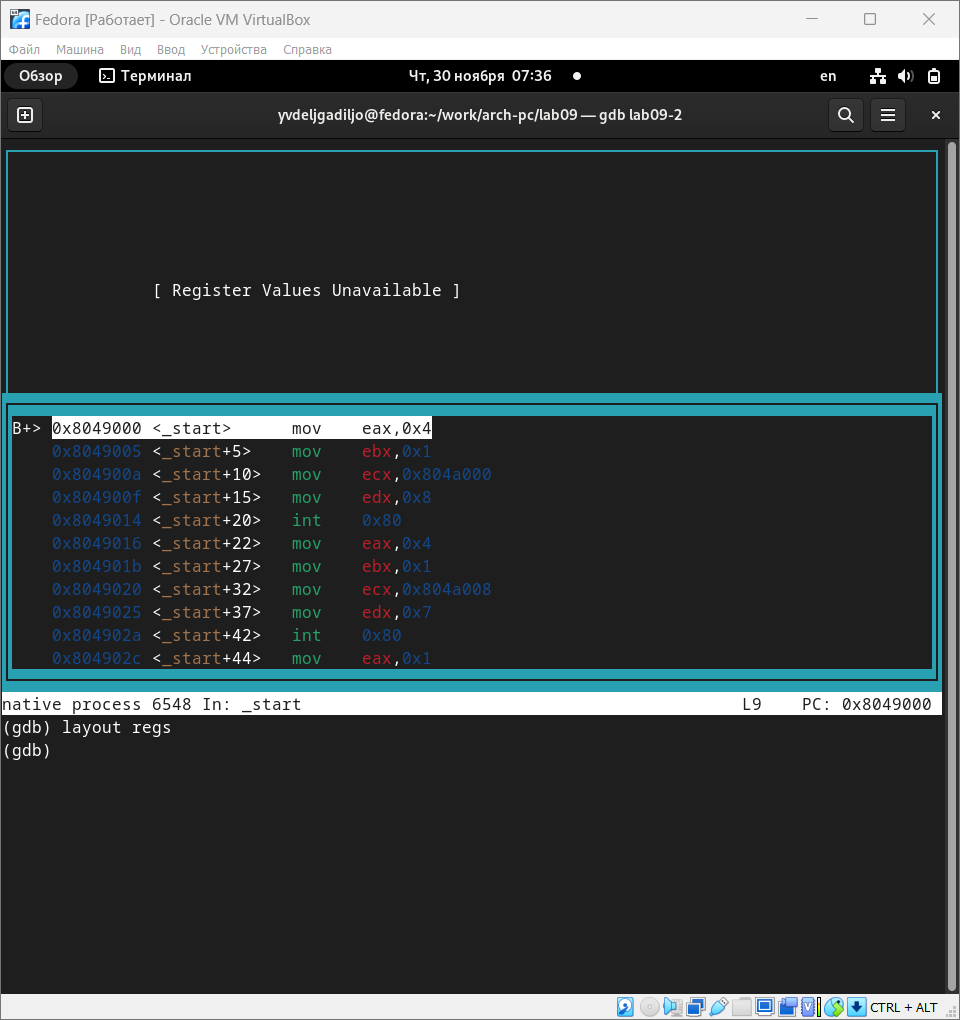 Fedora [Работает] - Oracle VM VirtualBox
Файл Машина Вид Ввод Устройства Справка
Обзор Терминал Чт, 30 ноября 07:36 en
yvdeljgadiljo@fedora:~/work/arch-pc/lab09 — gdb lab09-2
[ Register Values Unavailable ]
B+> 0x8049000 <_start> mov eax,0x4
0x8049005 <_start+5> mov ebx,0x1
0x804900a <_start+10> mov ecx,0x804a000
0x804900f <_start+15> mov edx,0x8
0x8049014 <_start+20> int 0x80
0x8049016 <_start+22> mov eax,0x4
0x804901b <_start+27> mov ebx,0x1
0x8049020 <_start+32> mov ecx,0x804a008
0x8049025 <_start+37> mov edx,0x7
0x804902a <_start+42> int 0x80
0x804902c <_start+44> mov eax,0x1
native process 6548 In: _start L9 PC: 0x8049000
(gdb) layout regs
(gdb)
CTRL + ALT